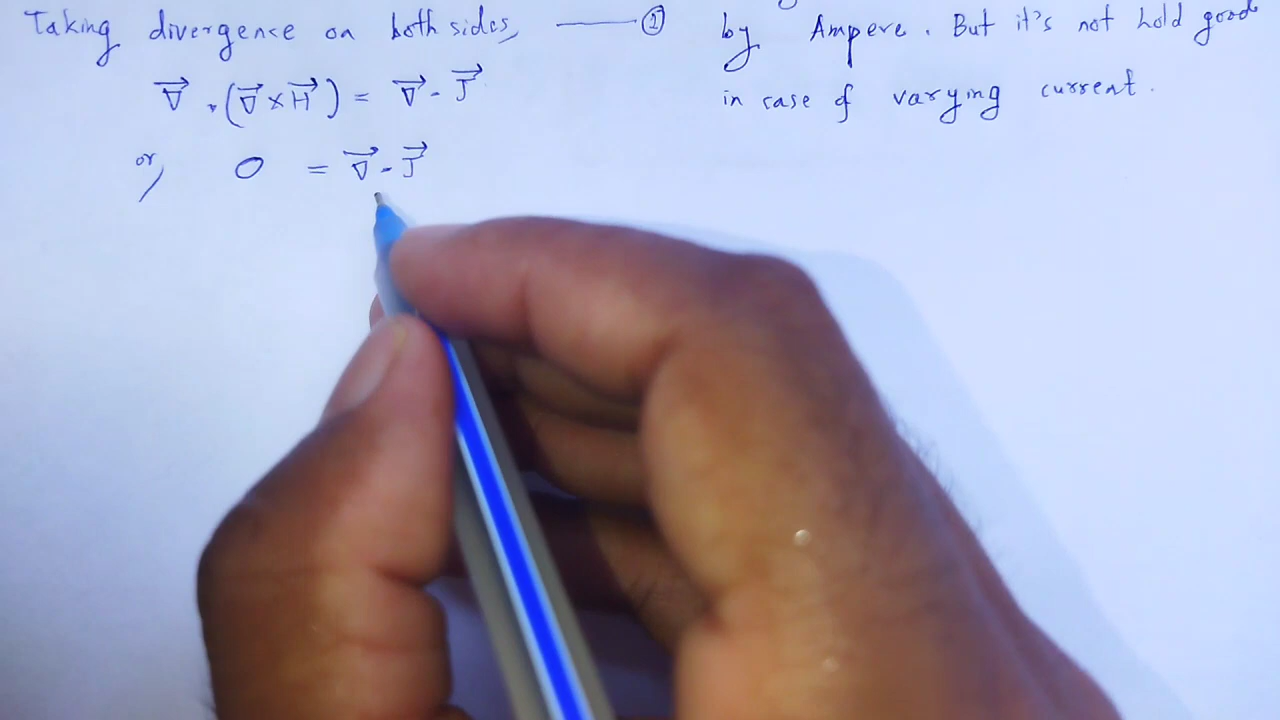 Taking divergence on both sides, —— ②
∇⃗ . (∇⃗ × H⃗) = ∇⃗ . J⃗
or, 0 = ∇⃗ . J⃗
by Ampere. But it's not hold good
in case of varying current.